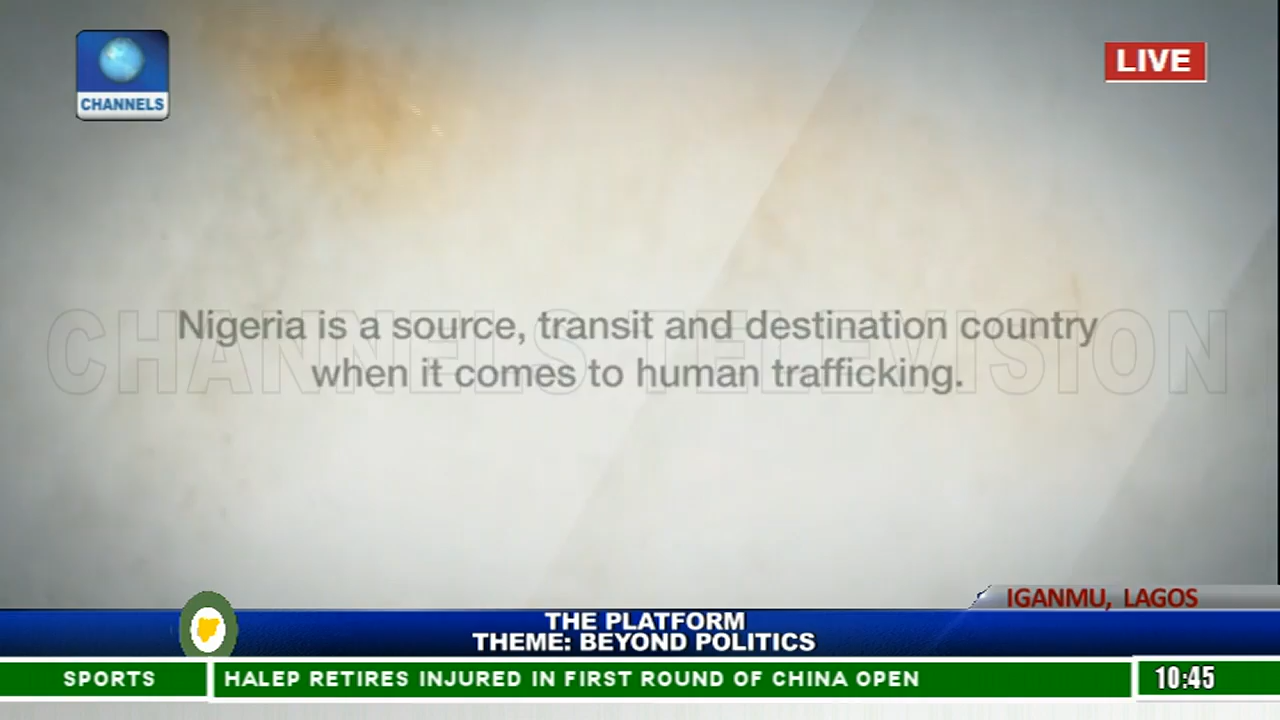 CHANNELS
LIVE
CHANNELS TELEVISION
Nigeria is a source, transit and destination country
when it comes to human trafficking.
IGANMU, LAGOS
THE PLATFORM
THEME: BEYOND POLITICS
SPORTS
HALEP RETIRES INJURED IN FIRST ROUND OF CHINA OPEN
10:45